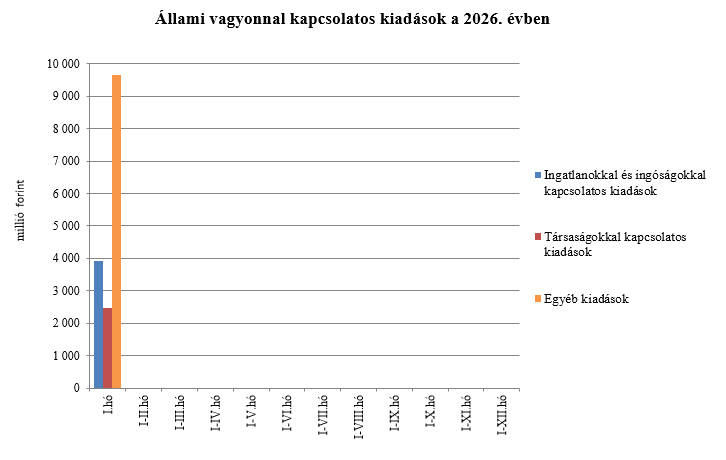 Állami vagyonnal kapcsolatos kiadások a 2026. évben
millió forint
10 000
9 000
8 000
7 000
6 000
5 000
4 000
3 000
2 000
1 000
0
I.hó
I-II.hó
I-III.hó
I-IV.hó
I-V.hó
I-VI.hó
I-VII.hó
I-VIII.hó
I-IX.hó
I-X.hó
I-XI.hó
I-XII.hó
Ingatlanokkal és ingóságokkal
kapcsolatos kiadások
Társaságokkal kapcsolatos
kiadások
Egyéb kiadások